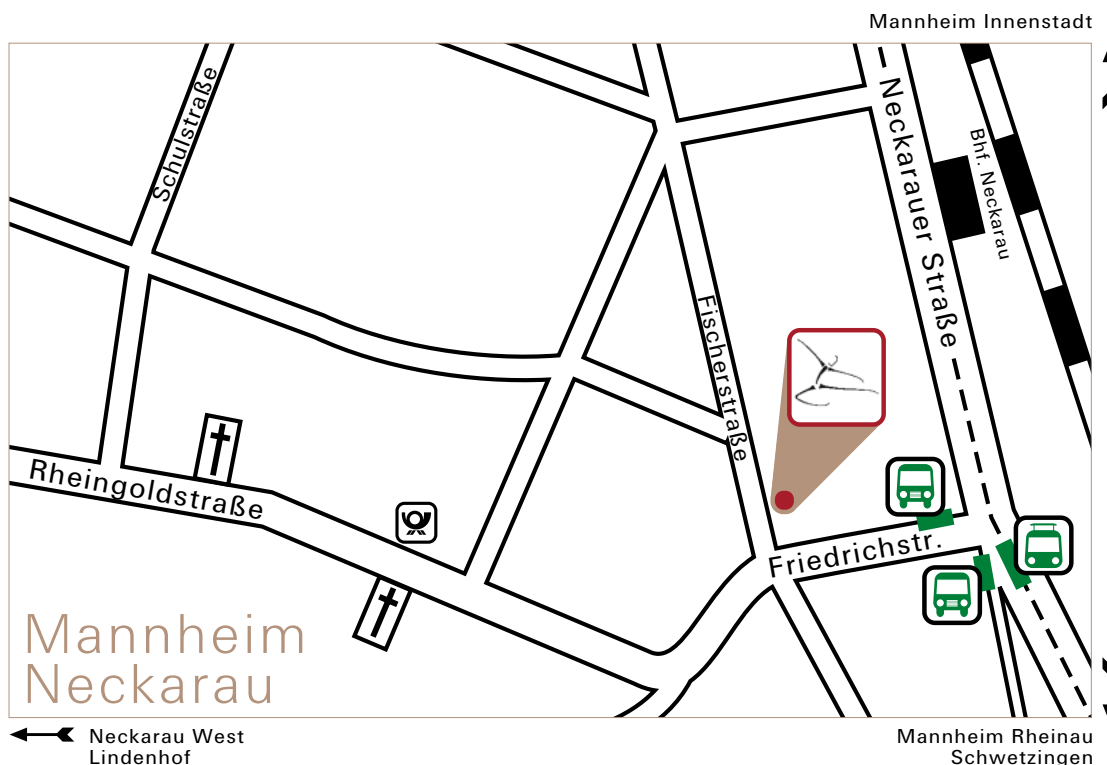 Mannheim Innenstadt
Schulstraße
Neckarauer Straße
Bhf. Neckarau
Fischerstraße
Rheingoldstraße
Friedrichstr.
Mannheim
Neckarau
Neckarau West
Lindenhof
Mannheim Rheinau
Schwetzingen